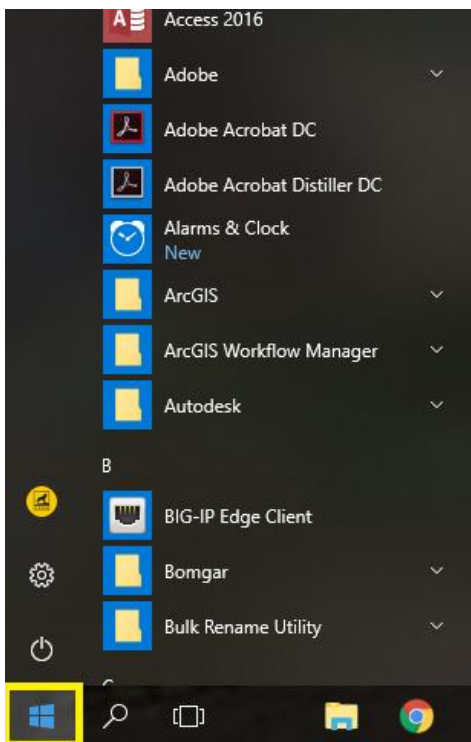 Access 2016
Adobe
Adobe Acrobat DC
Adobe Acrobat Distiller DC
Alarms & Clock
New
ArcGIS
ArcGIS Workflow Manager
Autodesk
B
BIG-IP Edge Client
Bomgar
Bulk Rename Utility